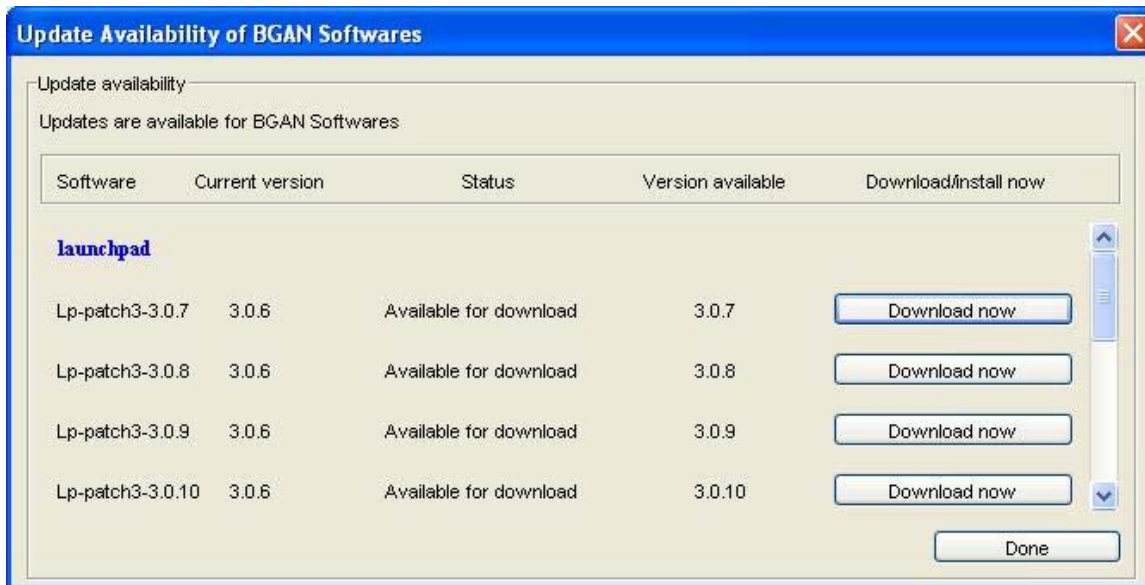 Update Availability of BGAN Softwares
Update availability
Updates are available for BGAN Softwares
Software Current version Status Version available Download/install now
launchpad
Lp-patch3-3.0.7 3.0.6 Available for download 3.0.7 Download now
Lp-patch3-3.0.8 3.0.6 Available for download 3.0.8 Download now
Lp-patch3-3.0.9 3.0.6 Available for download 3.0.9 Download now
Lp-patch3-3.0.10 3.0.6 Available for download 3.0.10 Download now
Done